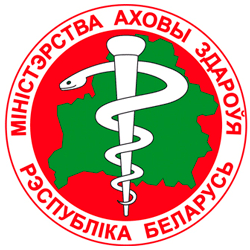 МІНІСТЭРСТВА АХОВЫ ЗДАРОЎЯ
РЭСПУБЛІКА БЕЛАРУСЬ